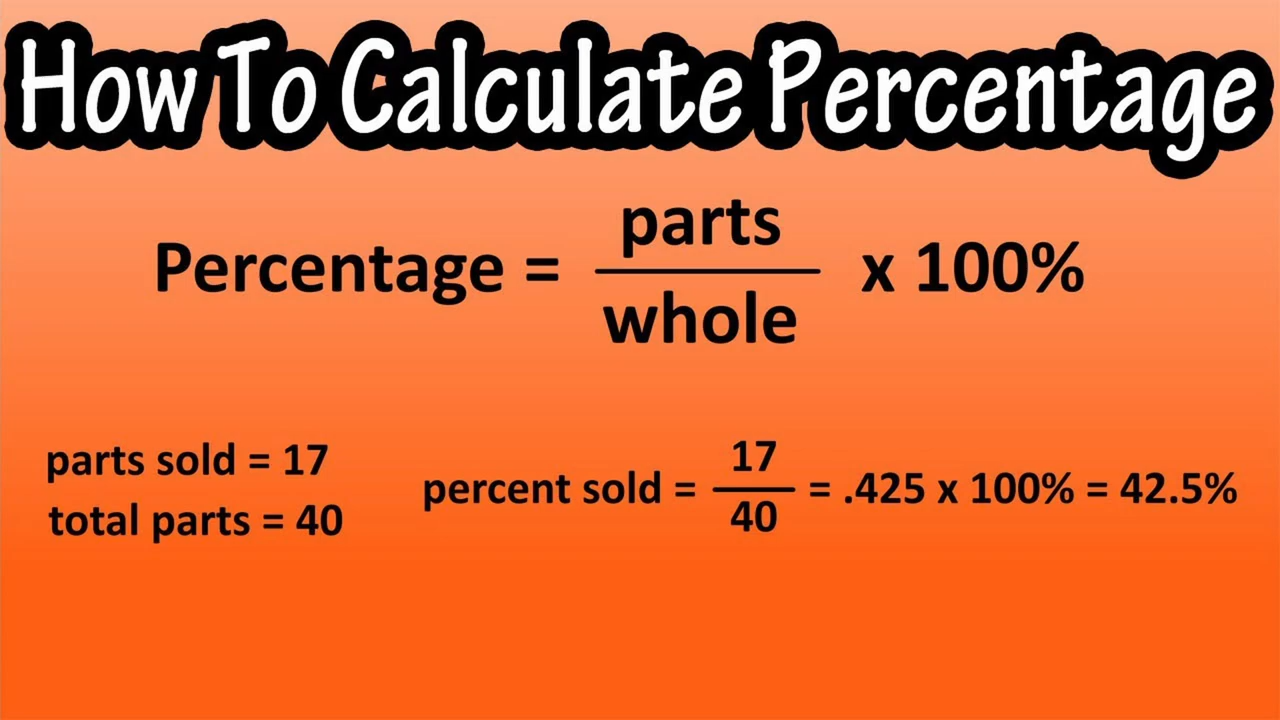 How To Calculate Percentage
Percentage = parts / whole x 100%
parts sold = 17
total parts = 40
percent sold = 17 / 40 = .425 x 100% = 42.5%